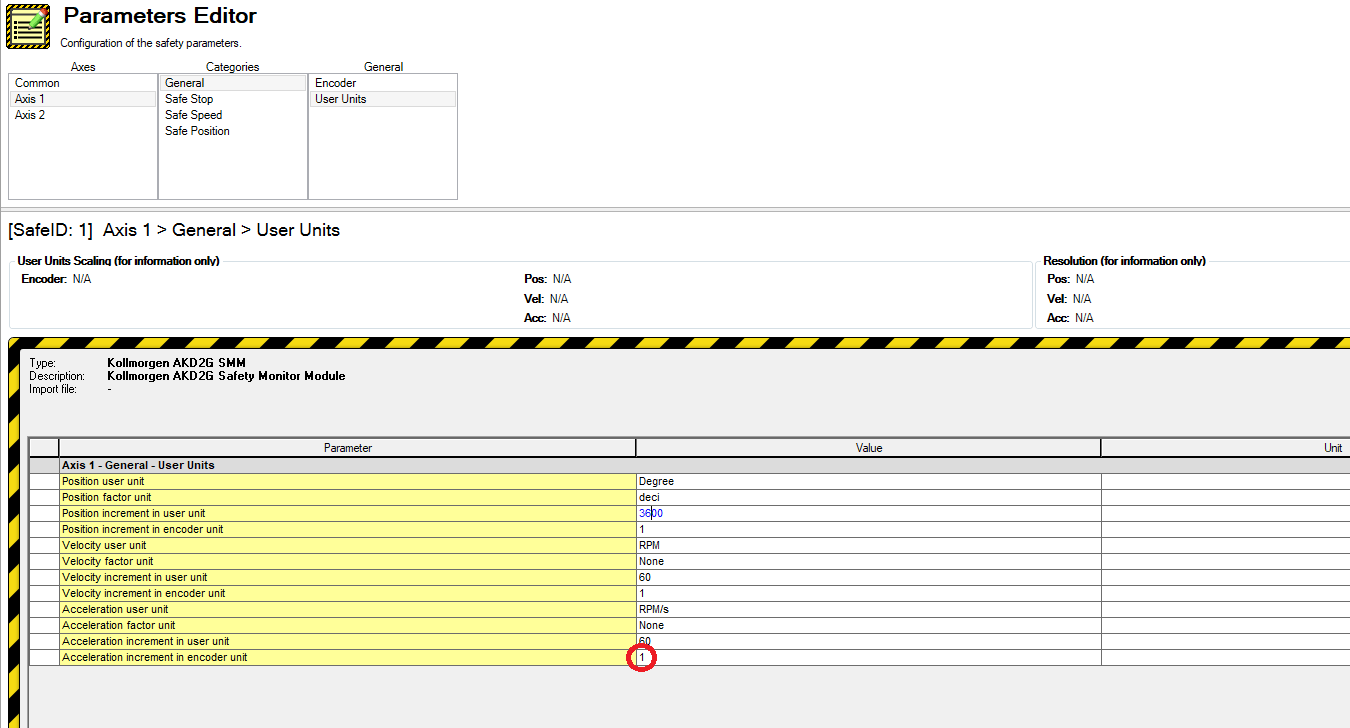 Parameters Editor
Configuration of the safety parameters.
Axes Categories General
Common General Encoder
Axis 1 Safe Stop User Units
Axis 2 Safe Speed
Safe Position
[SafeID: 1] Axis 1 > General > User Units
User Units Scaling (for information only) Resolution (for information only)
Encoder: N/A Pos: N/A Pos: N/A
Vel: N/A Vel: N/A
Acc: N/A Acc: N/A
Type: Kollmorgen AKD2G SMM
Description: Kollmorgen AKD2G Safety Monitor Module
Import file: -
Parameter Value Unit
Axis 1 - General - User Units
Position user unit Degree
Position factor unit deci
Position increment in user unit 3600
Position increment in encoder unit 1
Velocity user unit RPM
Velocity factor unit None
Velocity increment in user unit 60
Velocity increment in encoder unit 1
Acceleration user unit RPM/s
Acceleration factor unit None
Acceleration increment in user unit 60
Acceleration increment in encoder unit 1